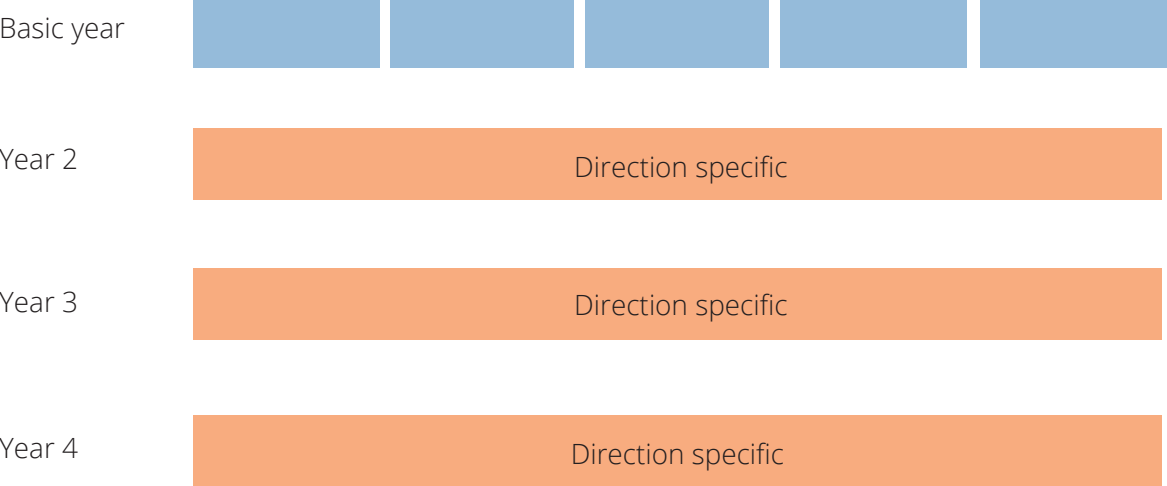 Basic year
Year 2
Direction specific
Year 3
Direction specific
Year 4
Direction specific